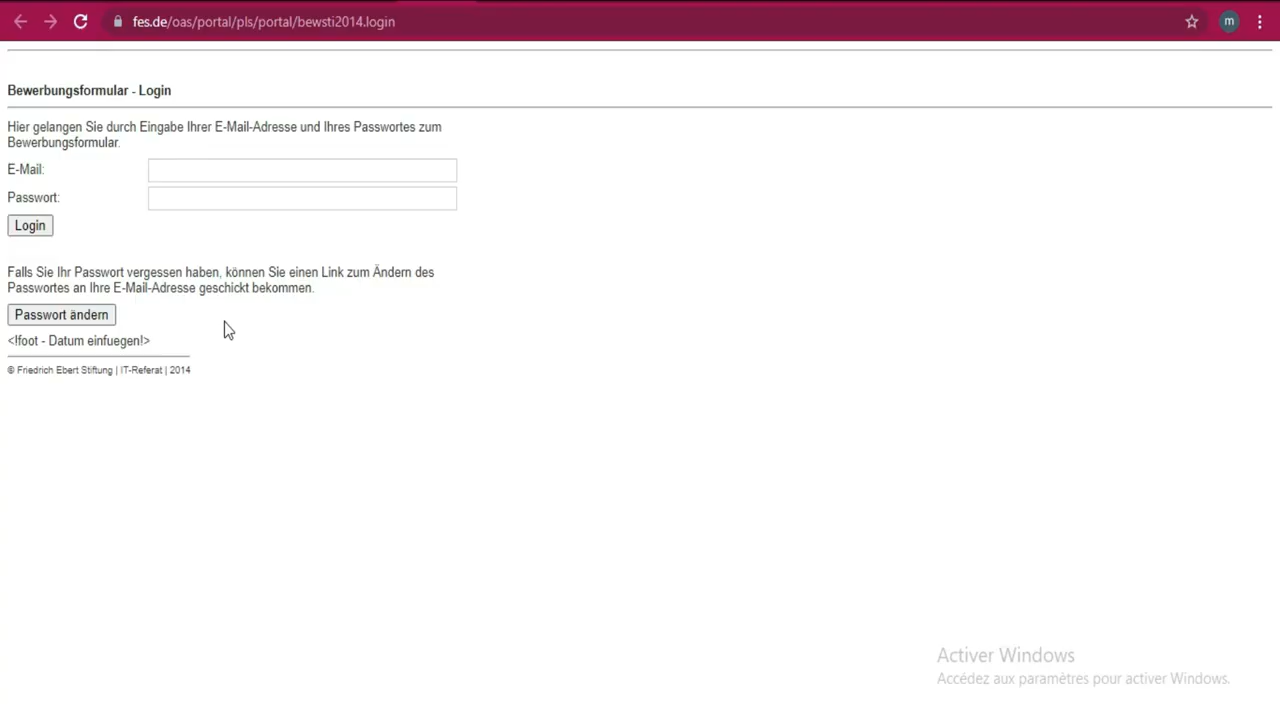 fes.de/oas/portal/pls/portal/bewsti2014.login
m
Bewerbungsformular - Login
Hier gelangen Sie durch Eingabe Ihrer E-Mail-Adresse und Ihres Passwortes zum
Bewerbungsformular.
E-Mail:
Passwort:
Login
Falls Sie Ihr Passwort vergessen haben, können Sie einen Link zum Ändern des
Passwortes an Ihre E-Mail-Adresse geschickt bekommen.
Passwort ändern
<!foot - Datum einfuegen!>
© Friedrich Ebert Stiftung | IT-Referat | 2014
Activer Windows
Accédez aux paramètres pour activer Windows.